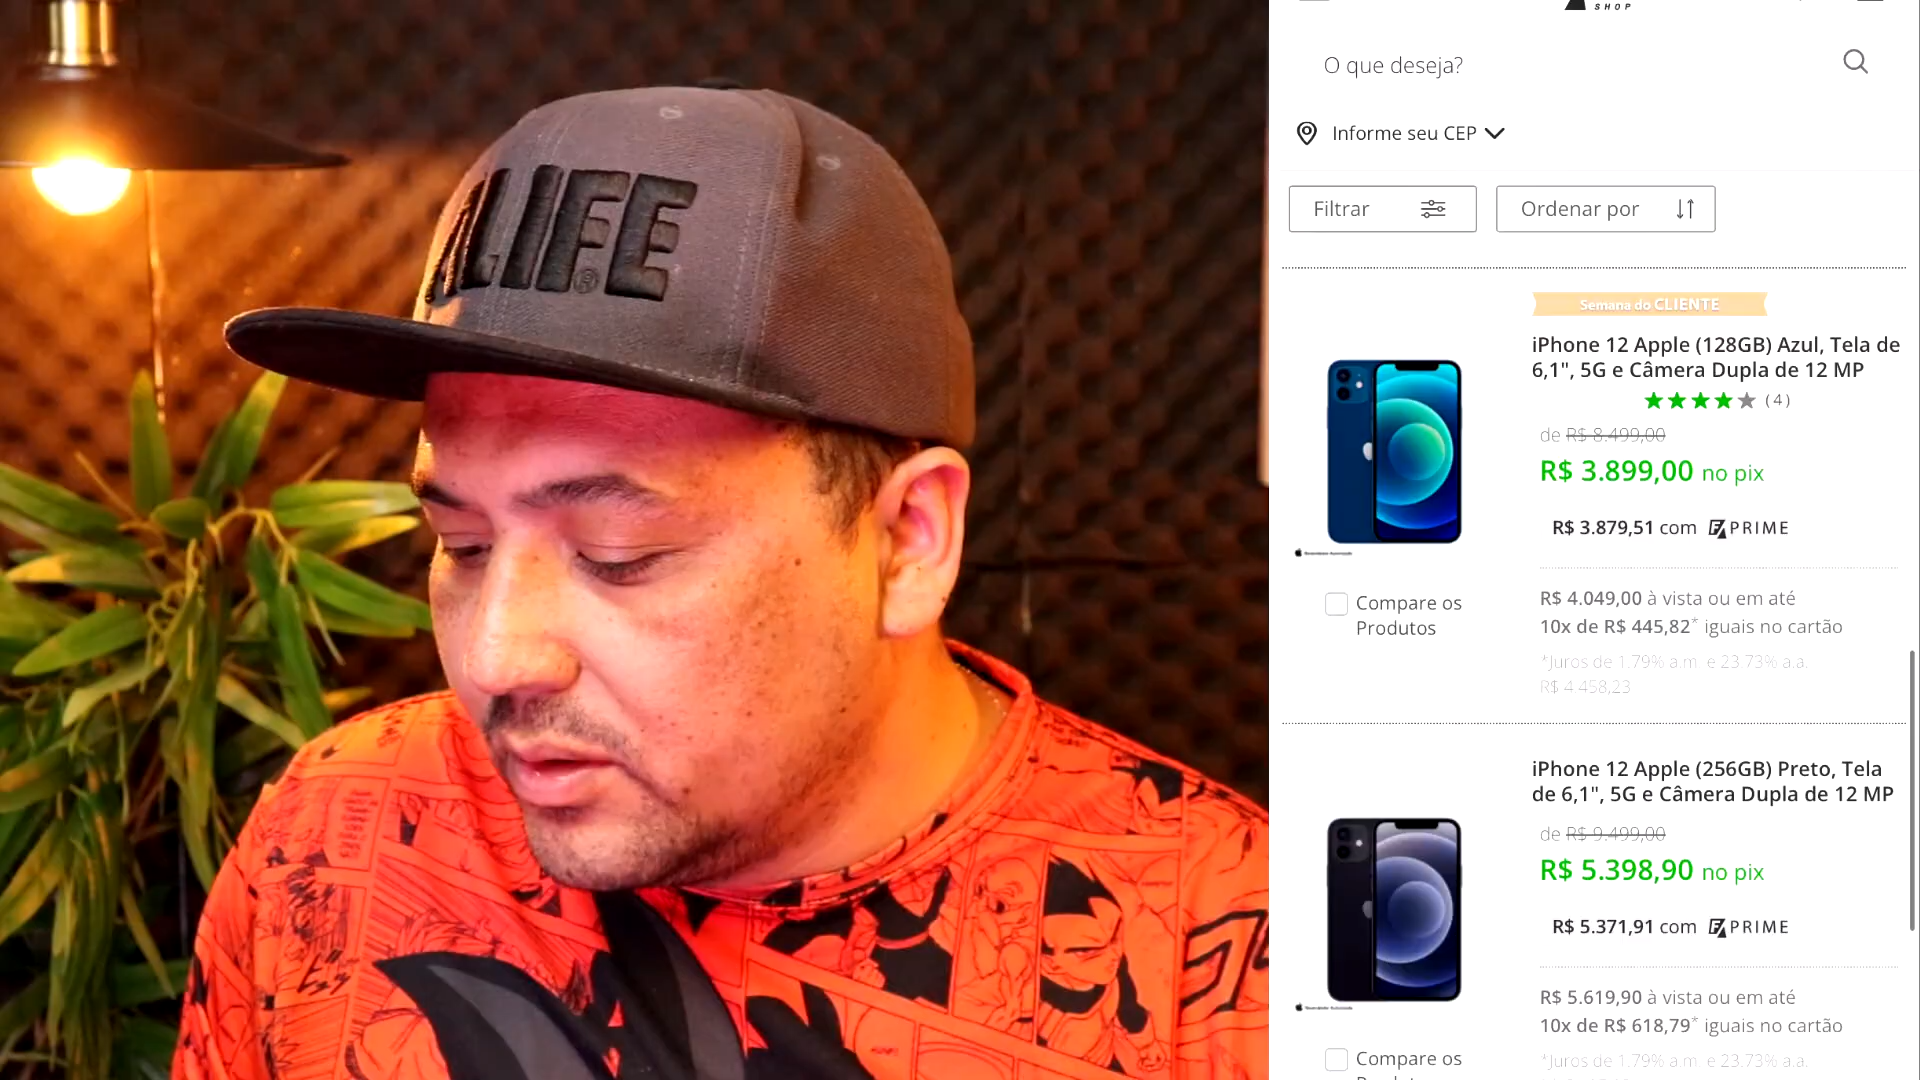 ALIFE
®
SHOP
O que deseja?
Informe seu CEP
Filtrar
Ordenar por
Semana do CLIENTE
iPhone 12 Apple (128GB) Azul, Tela de
6,1", 5G e Câmera Dupla de 12 MP
(4)
de R$ 8.499,00
R$ 3.899,00 no pix
R$ 3.879,51 com PRIME
Compare os
Produtos
R$ 4.049,00 à vista ou em até
10x de R$ 445,82* iguais no cartão
*Juros de 1.79% a.m. e 23.73% a.a.
R$ 4.458,23
iPhone 12 Apple (256GB) Preto, Tela
de 6,1", 5G e Câmera Dupla de 12 MP
de R$ 9.499,00
R$ 5.398,90 no pix
R$ 5.371,91 com PRIME
R$ 5.619,90 à vista ou em até
10x de R$ 618,79* iguais no cartão
Compare os
*Juros de 1.79% a.m. e 23.73% a.a.